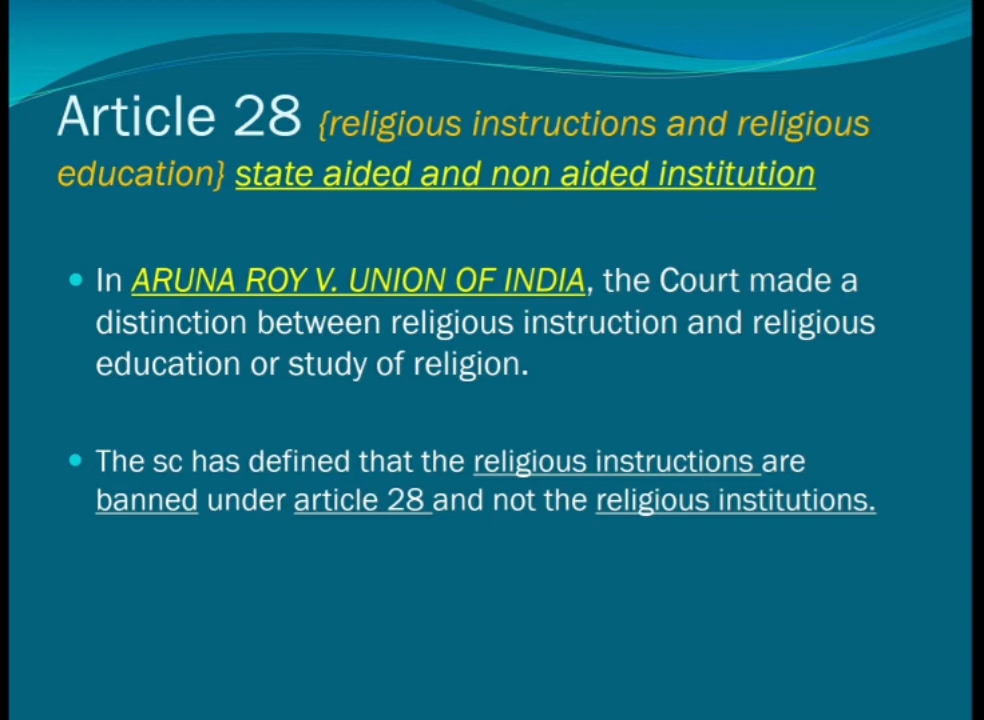 Article 28 {religious instructions and religious
education} state aided and non aided institution
• In ARUNA ROY V. UNION OF INDIA, the Court made a
distinction between religious instruction and religious
education or study of religion.
• The sc has defined that the religious instructions are
banned under article 28 and not the religious institutions.